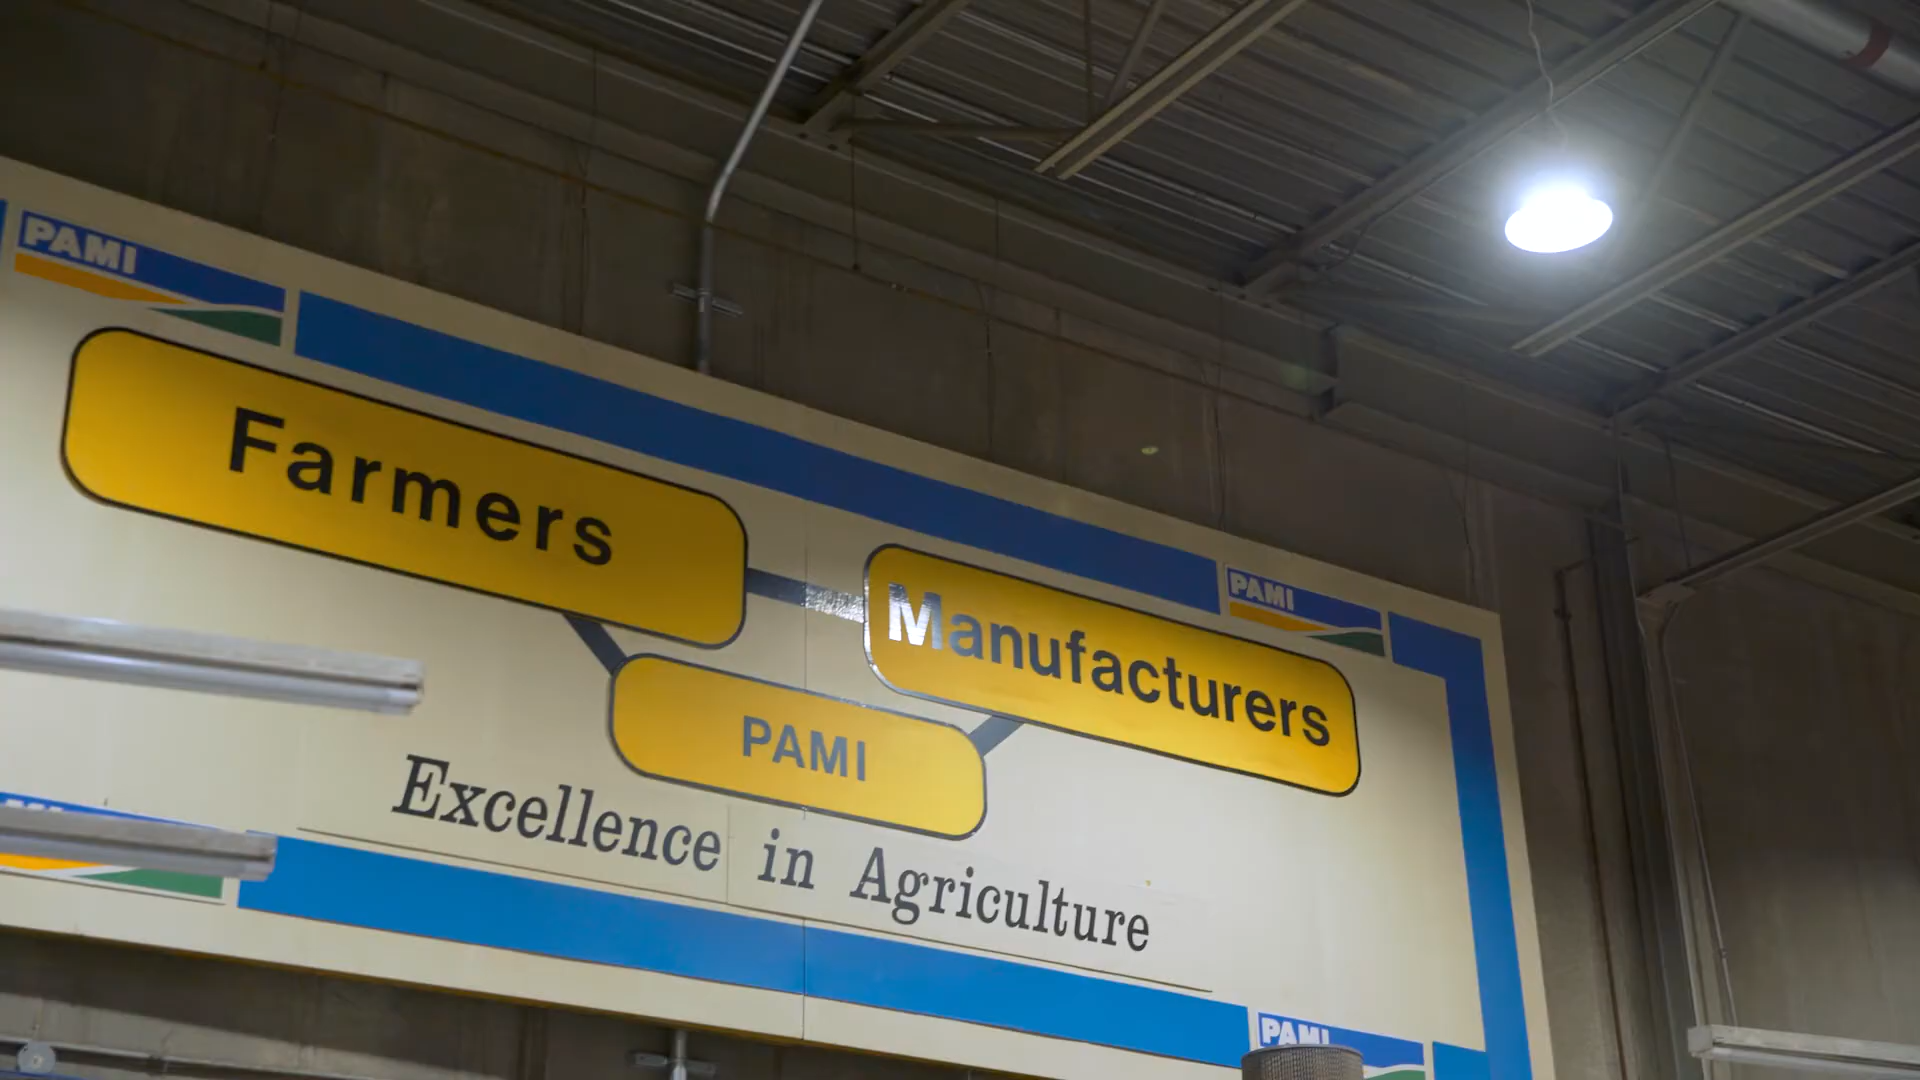 PAMI
Farmers
PAMI
Manufacturers
PAMI
Excellence in Agriculture
PAMI